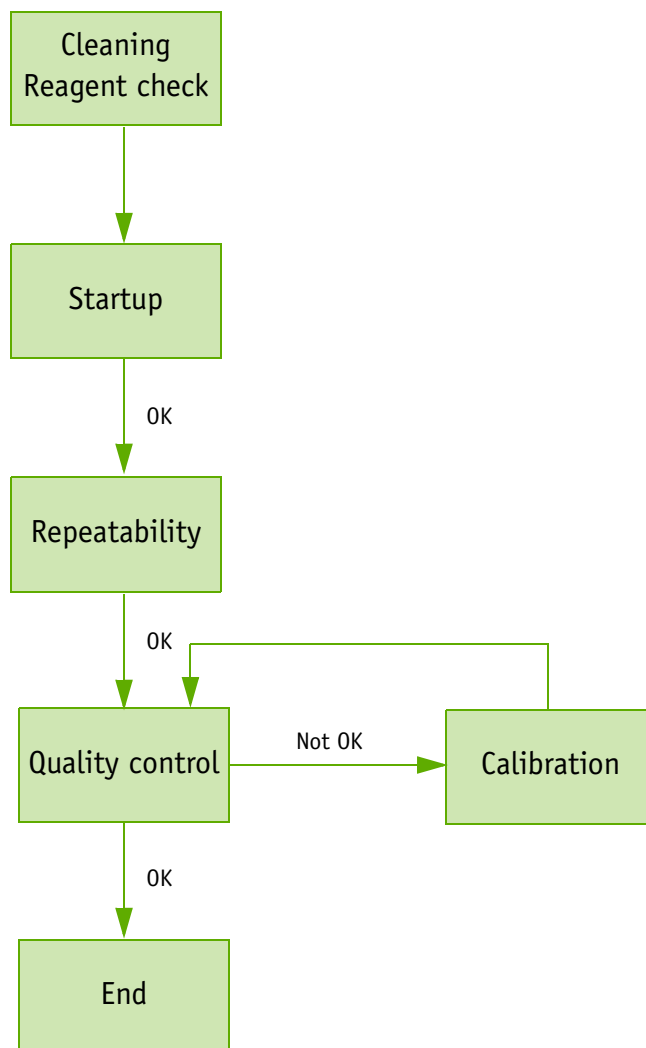 Cleaning
Reagent check
Startup
OK
Repeatability
OK
Quality control
Not OK
Calibration
OK
End